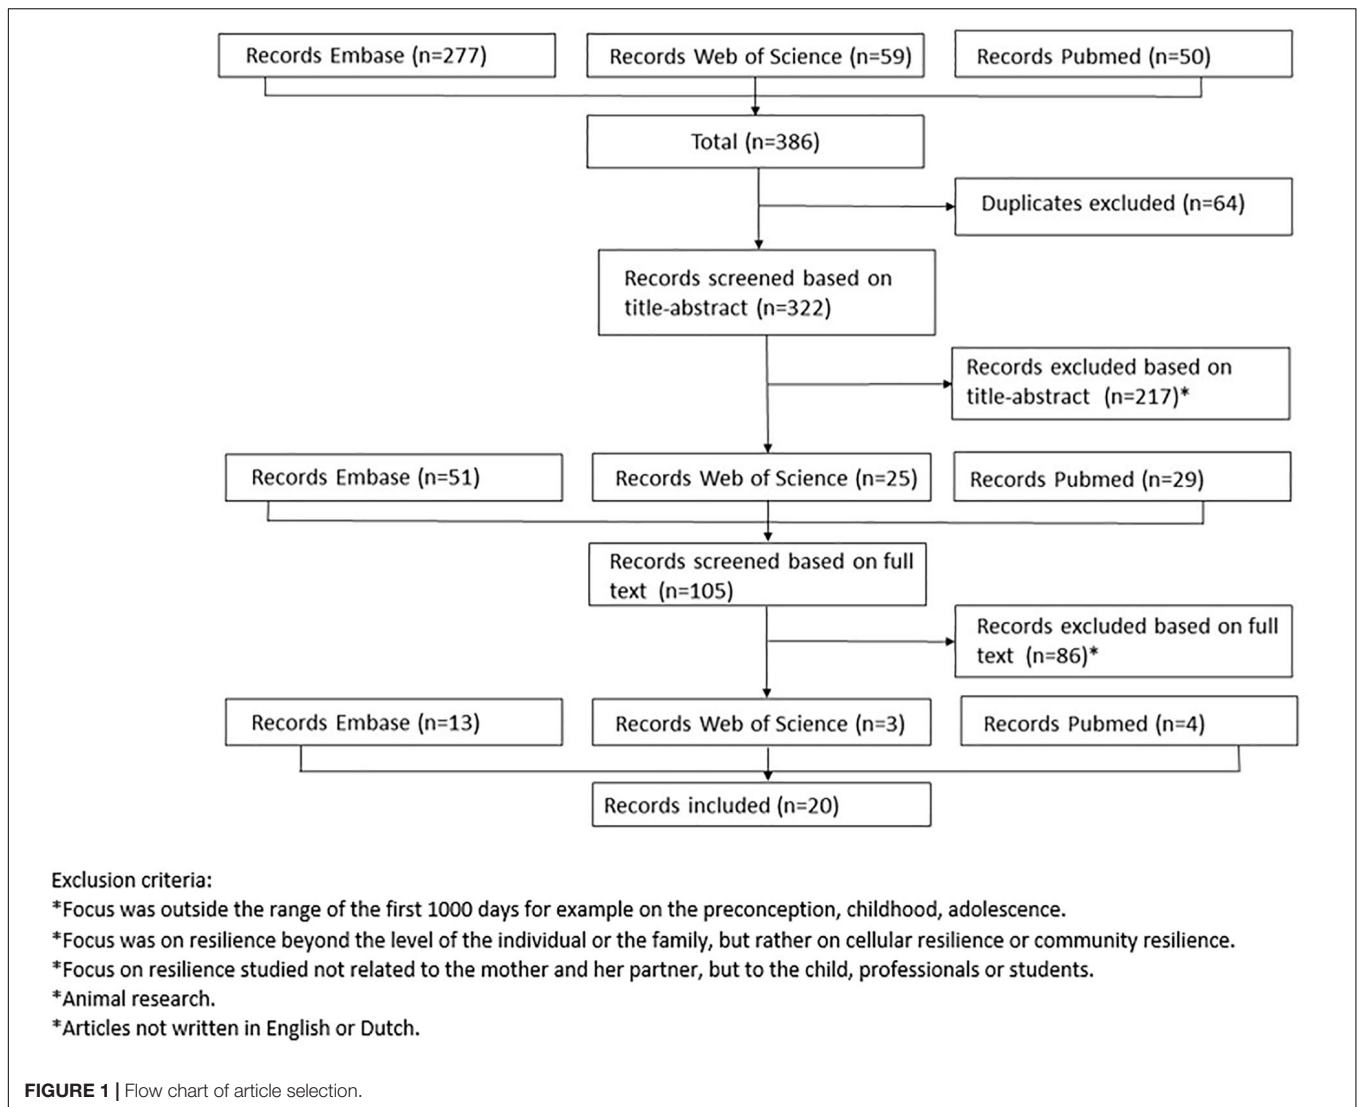 Records Embase (n=277)
Records Web of Science (n=59)
Records Pubmed (n=50)
Total (n=386)
Duplicates excluded (n=64)
Records screened based on
title-abstract (n=322)
Records excluded based on
title-abstract (n=217)*
Records Embase (n=51)
Records Web of Science (n=25)
Records Pubmed (n=29)
Records screened based on full
text (n=105)
Records excluded based on full
text (n=86)*
Records Embase (n=13)
Records Web of Science (n=3)
Records Pubmed (n=4)
Records included (n=20)
Exclusion criteria:
*Focus was outside the range of the first 1000 days for example on the preconception, childhood, adolescence.
*Focus was on resilience beyond the level of the individual or the family, but rather on cellular resilience or community resilience.
*Focus on resilience studied not related to the mother and her partner, but to the child, professionals or students.
*Animal research.
*Articles not written in English or Dutch.
FIGURE 1 | Flow chart of article selection.